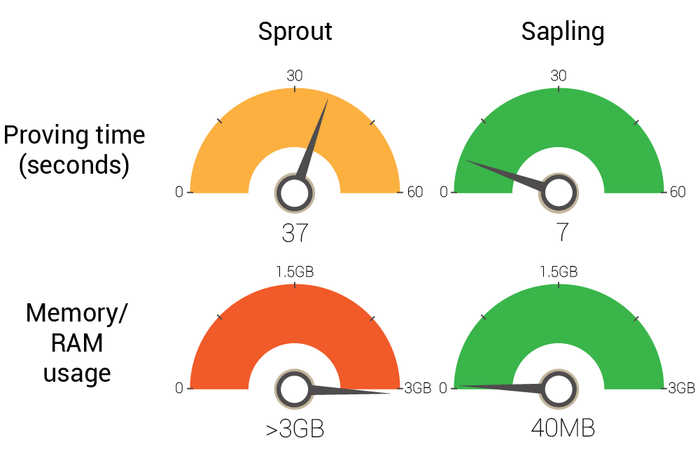 Sprout
Sapling
Proving time
(seconds)
30
0
60
37
30
0
60
7
Memory/
RAM
usage
1.5GB
0
3GB
>3GB
1.5GB
0
3GB
40MB